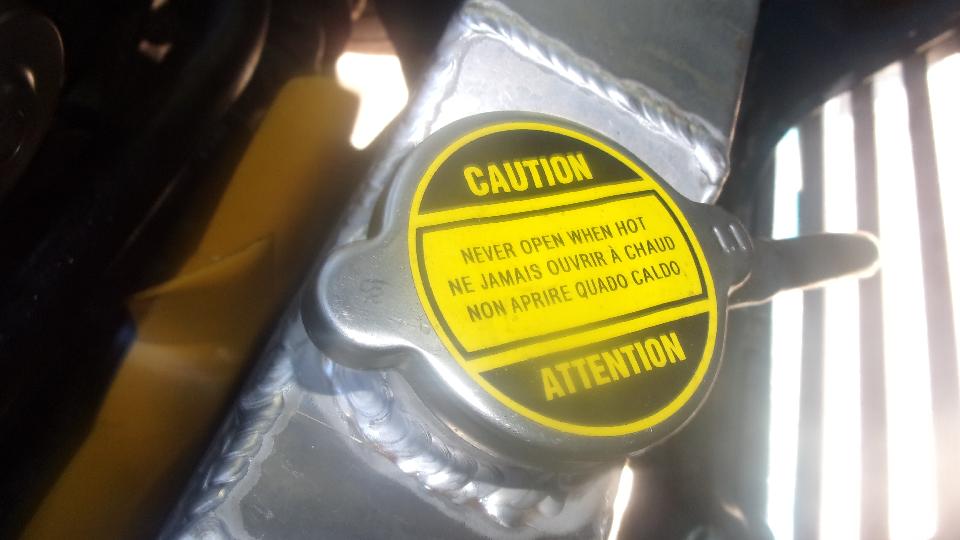 CAUTION
NEVER OPEN WHEN HOT
NE JAMAIS OUVRIR À CHAUD
NON APRIRE QUADO CALDO
ATTENTION